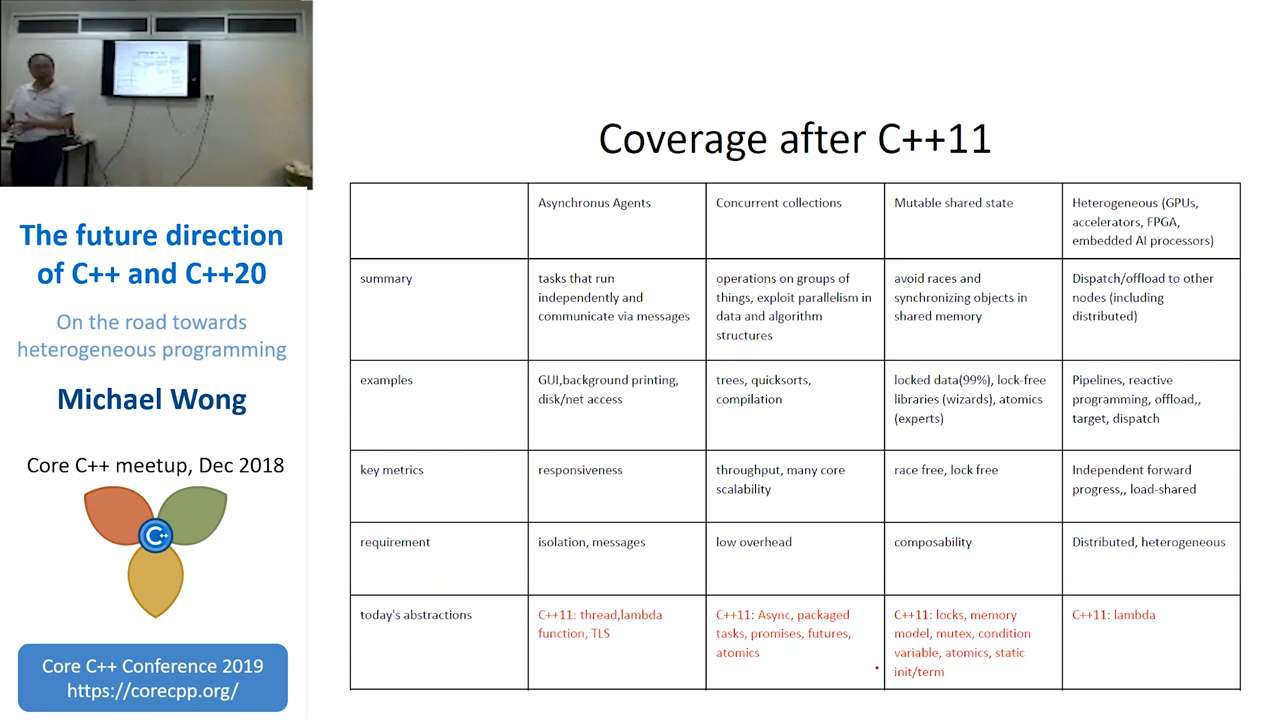 The future direction
of C++ and C++20
On the road towards
heterogeneous programming
Michael Wong
Core C++ meetup, Dec 2018
C++
Core C++ Conference 2019
https://corecpp.org/
Coverage after C++11
Asynchronus Agents
Concurrent collections
Mutable shared state
Heterogeneous (GPUs,
accelerators, FPGA,
embedded AI processors)
summary
tasks that run
independently and
communicate via messages
operations on groups of
things, exploit parallelism in
data and algorithm
structures
avoid races and
synchronizing objects in
shared memory
Dispatch/offload to other
nodes (including
distributed)
examples
GUI,background printing,
disk/net access
trees, quicksorts,
compilation
locked data(99%), lock-free
libraries (wizards), atomics
(experts)
Pipelines, reactive
programming, offload,,
target, dispatch
key metrics
responsiveness
throughput, many core
scalability
race free, lock free
Independent forward
progress,, load-shared
requirement
isolation, messages
low overhead
composability
Distributed, heterogeneous
today's abstractions
C++11: thread,lambda
function, TLS
C++11: Async, packaged
tasks, promises, futures,
atomics
C++11: locks, memory
model, mutex, condition
variable, atomics, static
init/term
C++11: lambda